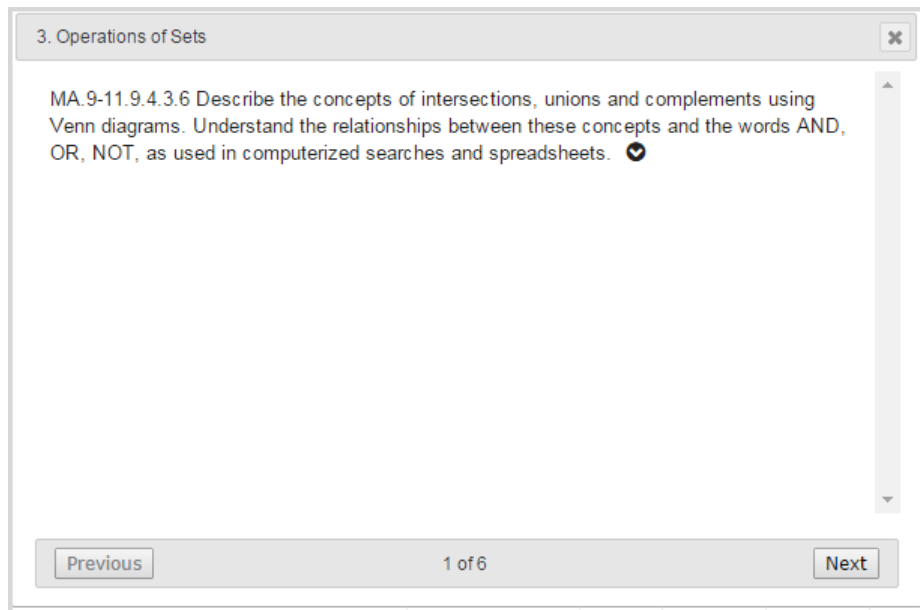 3. Operations of Sets
MA.9-11.9.4.3.6 Describe the concepts of intersections, unions and complements using
Venn diagrams. Understand the relationships between these concepts and the words AND,
OR, NOT, as used in computerized searches and spreadsheets.
Previous
1 of 6
Next